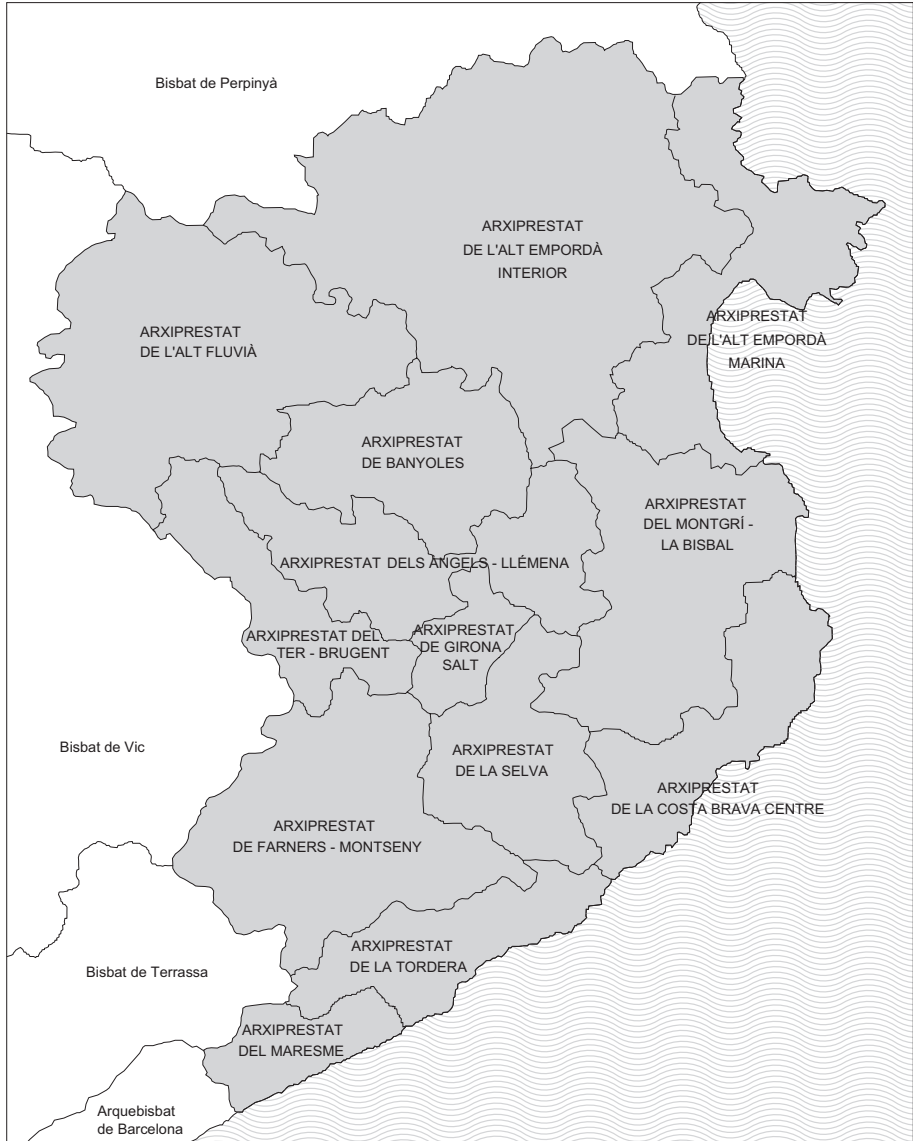 Bisbat de Perpinyà
ARXIPRESTAT
DE L'ALT EMPORDÀ
INTERIOR
ARXIPRESTAT
DE L'ALT EMPORDÀ
MARINA
ARXIPRESTAT
DE L'ALT FLUVIÀ
ARXIPRESTAT
DE BANYOLES
ARXIPRESTAT
DEL MONTGRÍ -
LA BISBAL
ARXIPRESTAT DELS ÀNGELS - LLÉMENA
ARXIPRESTAT DEL
TER - BRUGENT
ARXIPRESTAT
DE GIRONA
SALT
Bisbat de Vic
ARXIPRESTAT
DE LA SELVA
ARXIPRESTAT
DE LA COSTA BRAVA CENTRE
ARXIPRESTAT
DE FARNERS - MONTSENY
ARXIPRESTAT
DE LA TORDERA
Bisbat de Terrassa
ARXIPRESTAT
DEL MARESME
Arquebisbat
de Barcelona